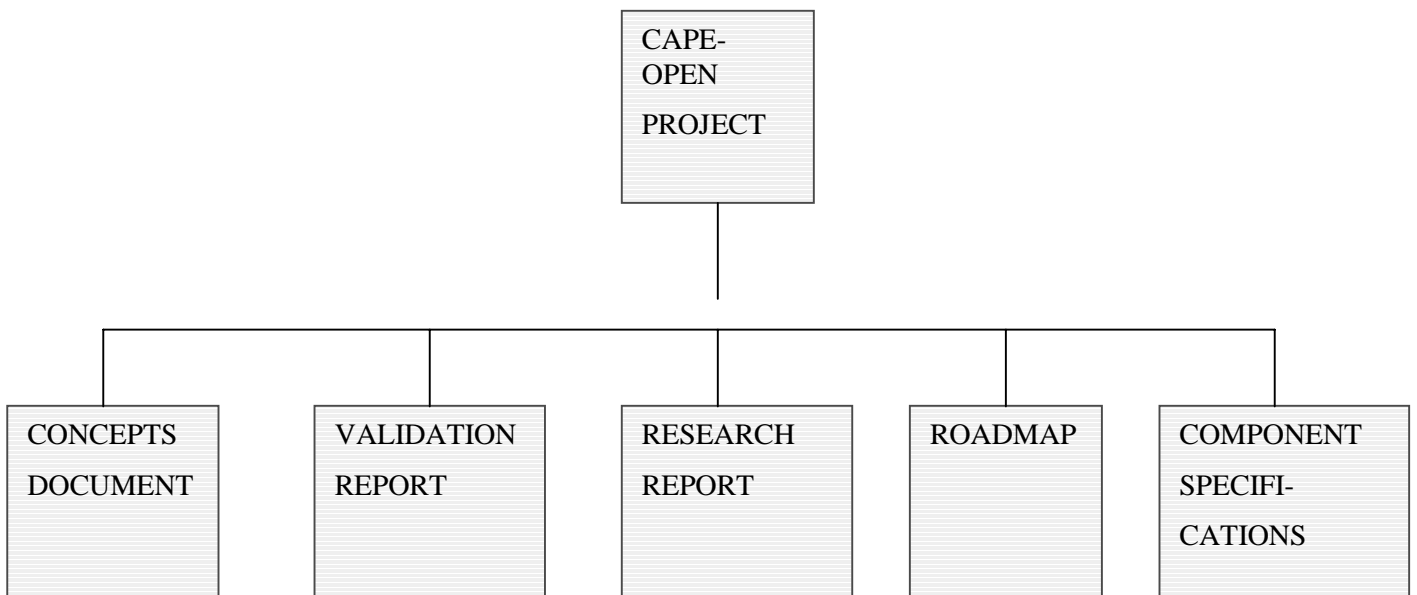 CAPE-
OPEN
PROJECT
CONCEPTS
DOCUMENT
VALIDATION
REPORT
RESEARCH
REPORT
ROADMAP
COMPONENT
SPECIFI-
CATIONS